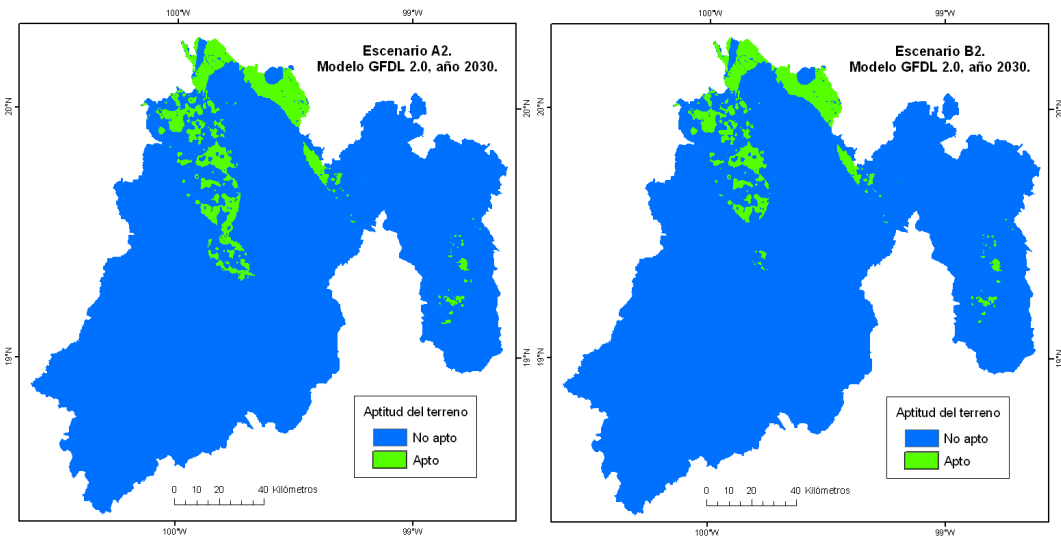 100°W 99°W
Escenario A2.
Modelo GFDL 2.0, año 2030.
20°N 20°N
19°N 19°N
Aptitud del terreno
No apto
Apto
0 10 20 40 Kilómetros
100°W 99°W
100°W 99°W
Escenario B2.
Modelo GFDL 2.0, año 2030.
20°N 20°N
19°N 19°N
Aptitud del terreno
No apto
Apto
0 10 20 40 Kilómetros
100°W 99°W